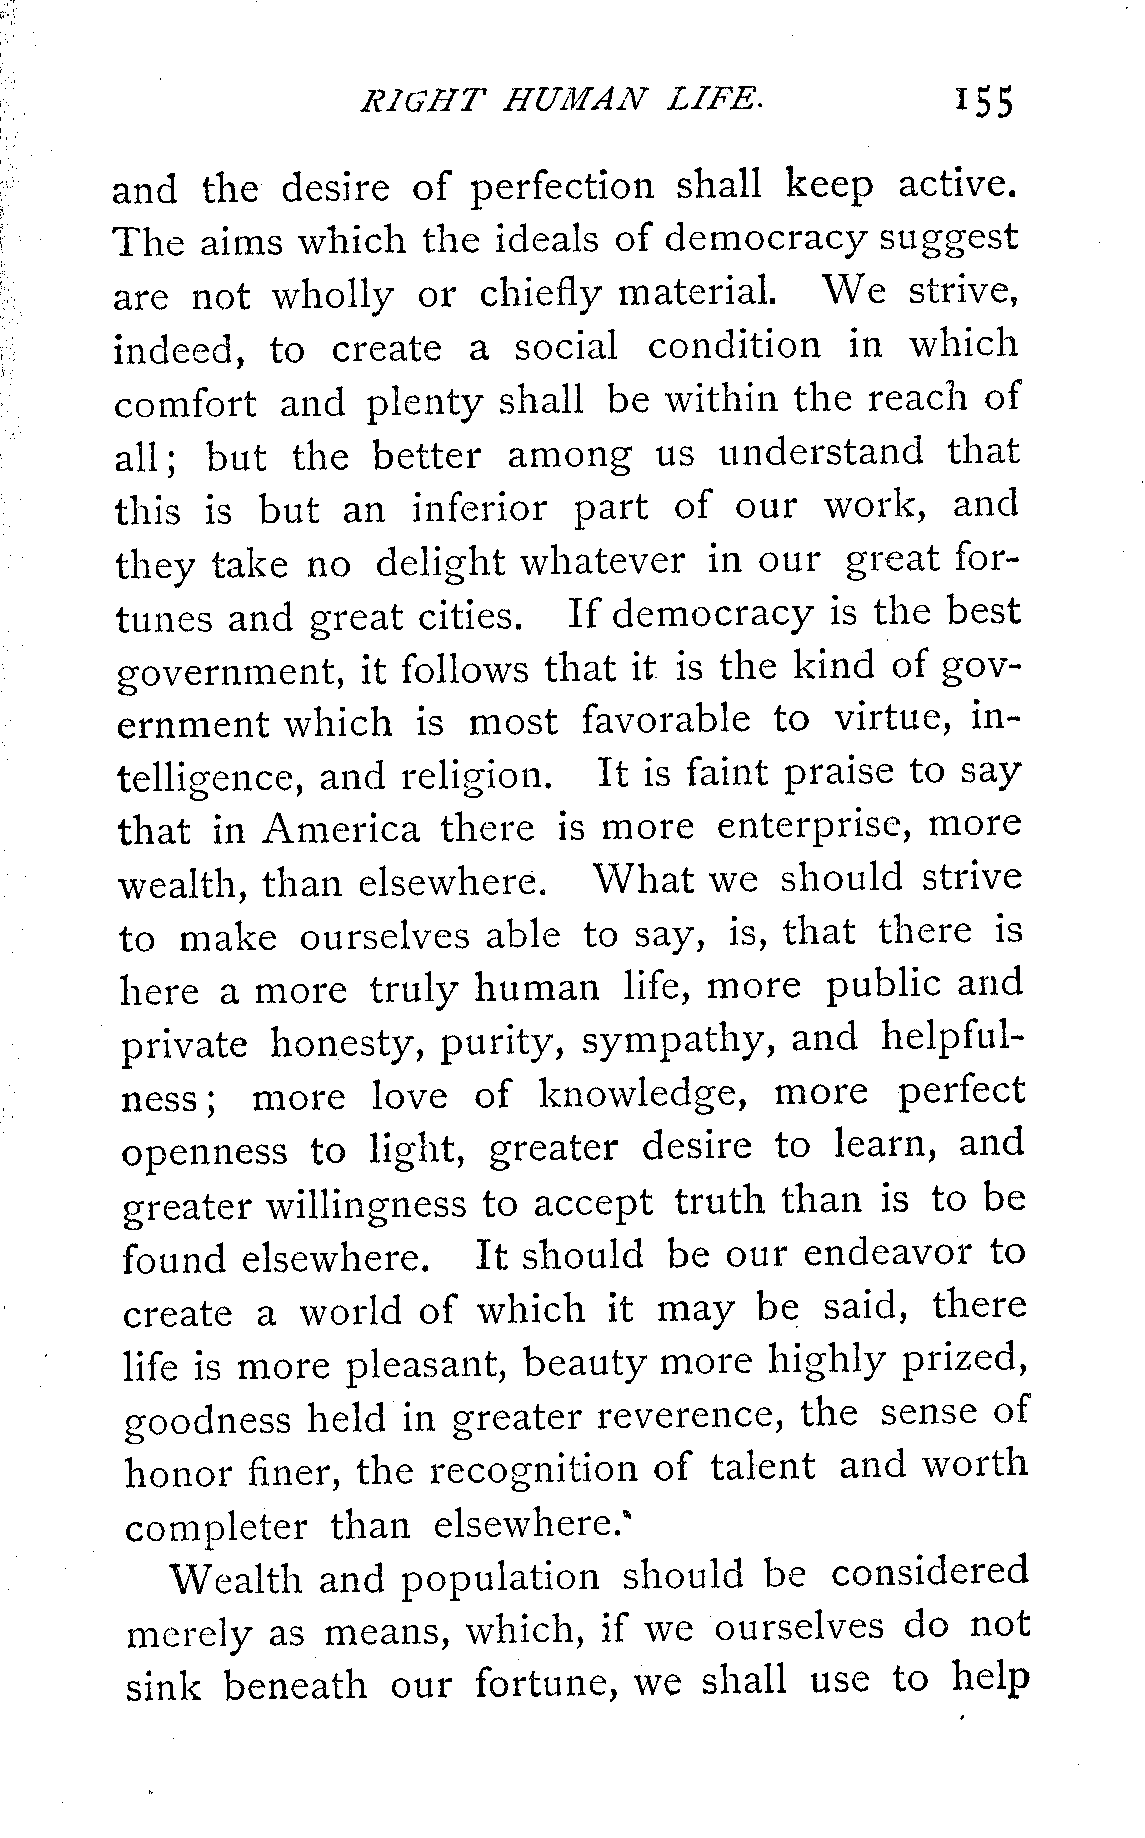 RIGHT HUMAN LIFE. 155
and the desire of perfection shall keep active.
The aims which the ideals of democracy suggest
are not wholly or chiefly material. We strive,
indeed, to create a social condition in which
comfort and plenty shall be within the reach of
all; but the better among us understand that
this is but an inferior part of our work, and
they take no delight whatever in our great for-
tunes and great cities. If democracy is the best
government, it follows that it is the kind of gov-
ernment which is most favorable to virtue, in-
telligence, and religion. It is faint praise to say
that in America there is more enterprise, more
wealth, than elsewhere. What we should strive
to make ourselves able to say, is, that there is
here a more truly human life, more public and
private honesty, purity, sympathy, and helpful-
ness; more love of knowledge, more perfect
openness to light, greater desire to learn, and
greater willingness to accept truth than is to be
found elsewhere. It should be our endeavor to
create a world of which it may be said, there
life is more pleasant, beauty more highly prized,
goodness held in greater reverence, the sense of
honor finer, the recognition of talent and worth
completer than elsewhere.
Wealth and population should be considered
merely as means, which, if we ourselves do not
sink beneath our fortune, we shall use to help